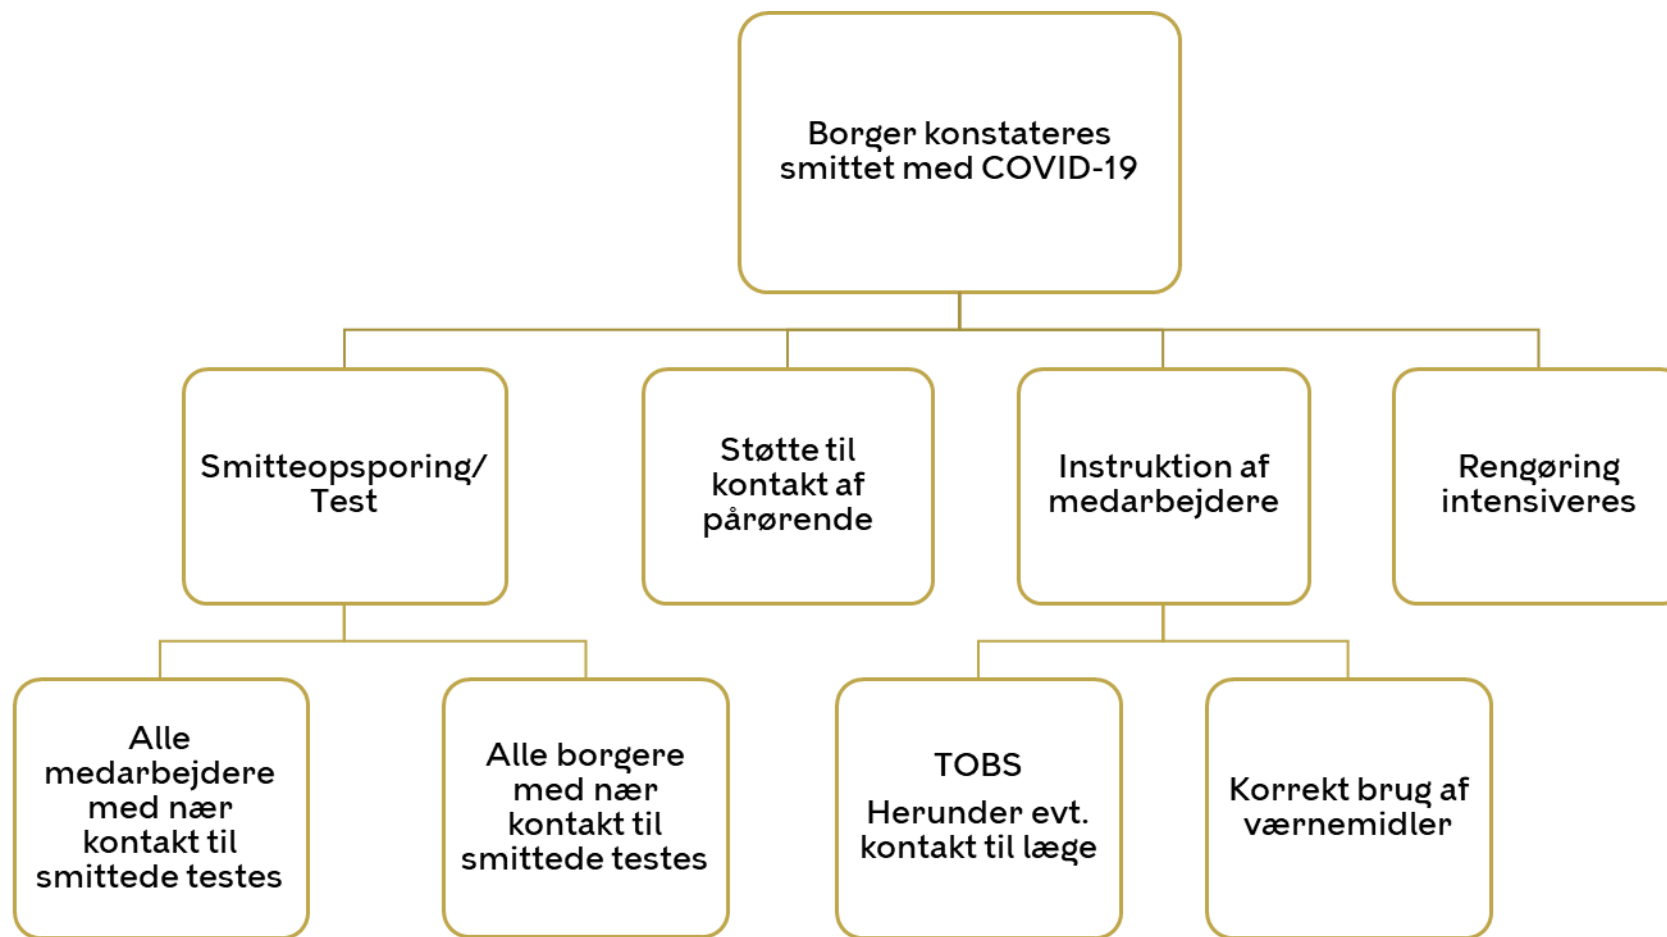 Borger konstateres
smittet med COVID-19
Smitteopsporing/
Test
Støtte til
kontakt af
pårørende
Instruktion af
medarbejdere
Rengøring
intensiveres
Alle
medarbejdere
med nær
kontakt til
smittede testes
Alle borgere
med nær
kontakt til
smittede testes
TOBS
Herunder evt.
kontakt til læge
Korrekt brug af
værnemidler